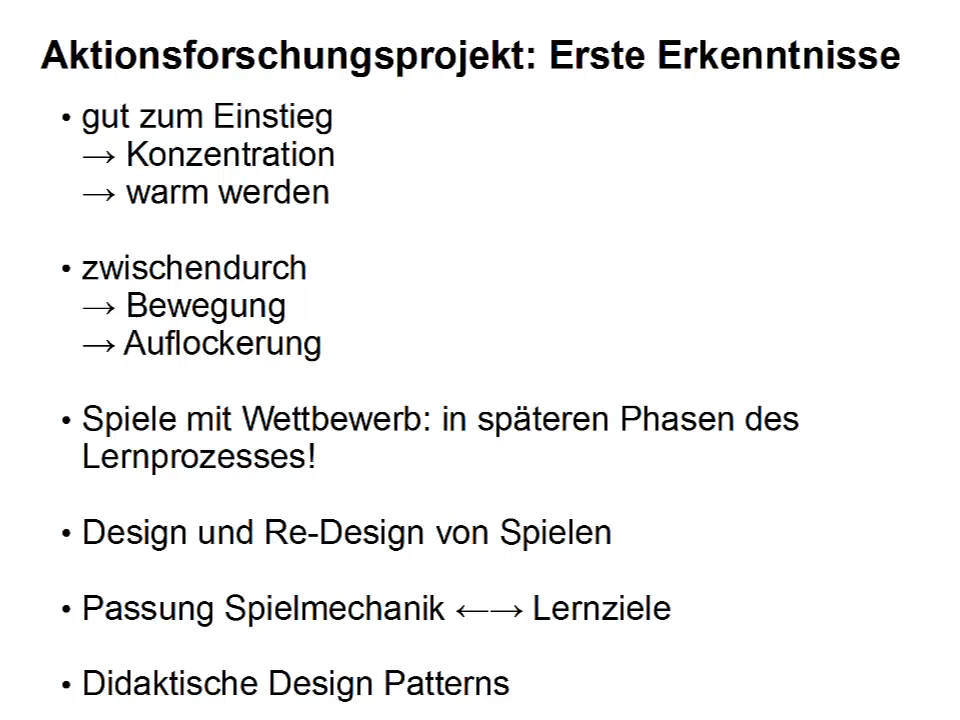 Aktionsforschungsprojekt: Erste Erkenntnisse
• gut zum Einstieg
→ Konzentration
→ warm werden
• zwischendurch
→ Bewegung
→ Auflockerung
• Spiele mit Wettbewerb: in späteren Phasen des
Lernprozesses!
• Design und Re-Design von Spielen
• Passung Spielmechanik ←→ Lernziele
• Didaktische Design Patterns